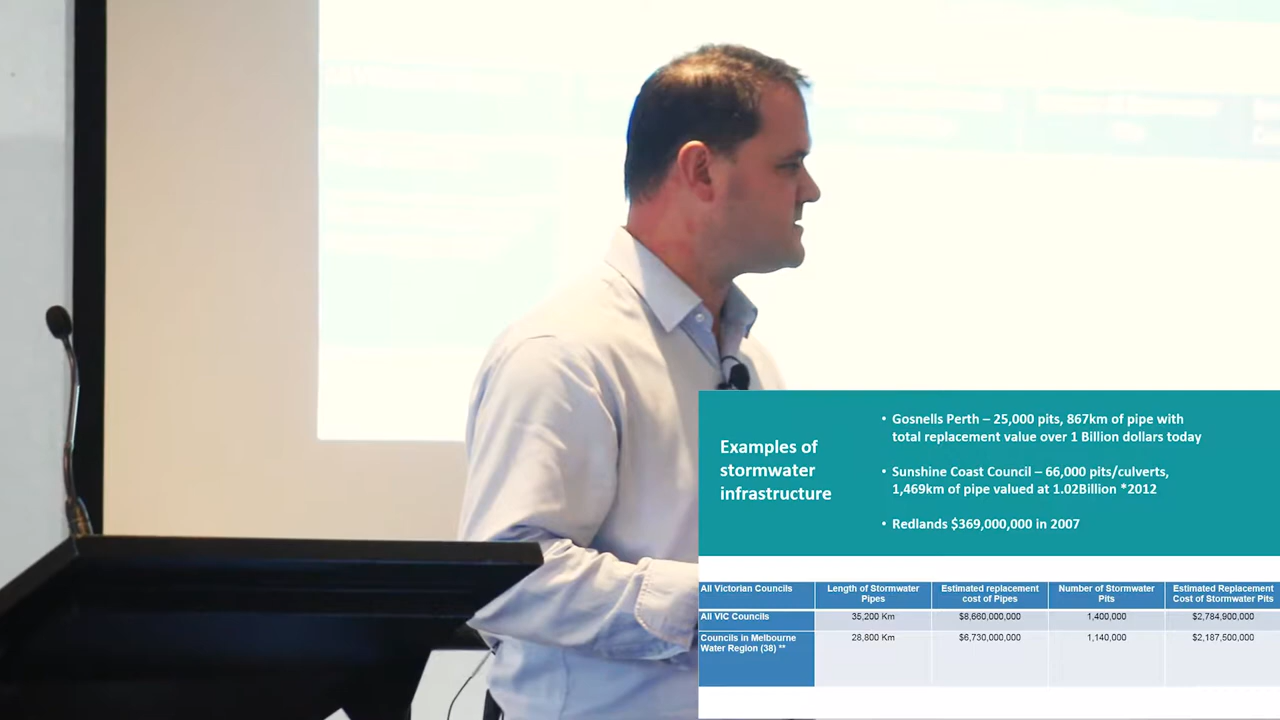 Examples of
stormwater
infrastructure
• Gosnells Perth – 25,000 pits, 867km of pipe with
total replacement value over 1 Billion dollars today
• Sunshine Coast Council – 66,000 pits/culverts,
1,469km of pipe valued at 1.02Billion *2012
• Redlands $369,000,000 in 2007
All Victorian Councils Length of Stormwater Pipes Estimated replacement cost of Pipes Number of Stormwater Pits Estimated Replacement Cost of Stormwater Pits
All VIC Councils 35,200 Km $8,660,000,000 1,400,000 $2,784,900,000
Councils in Melbourne Water Region (38) ** 28,800 Km $6,730,000,000 1,140,000 $2,187,500,000